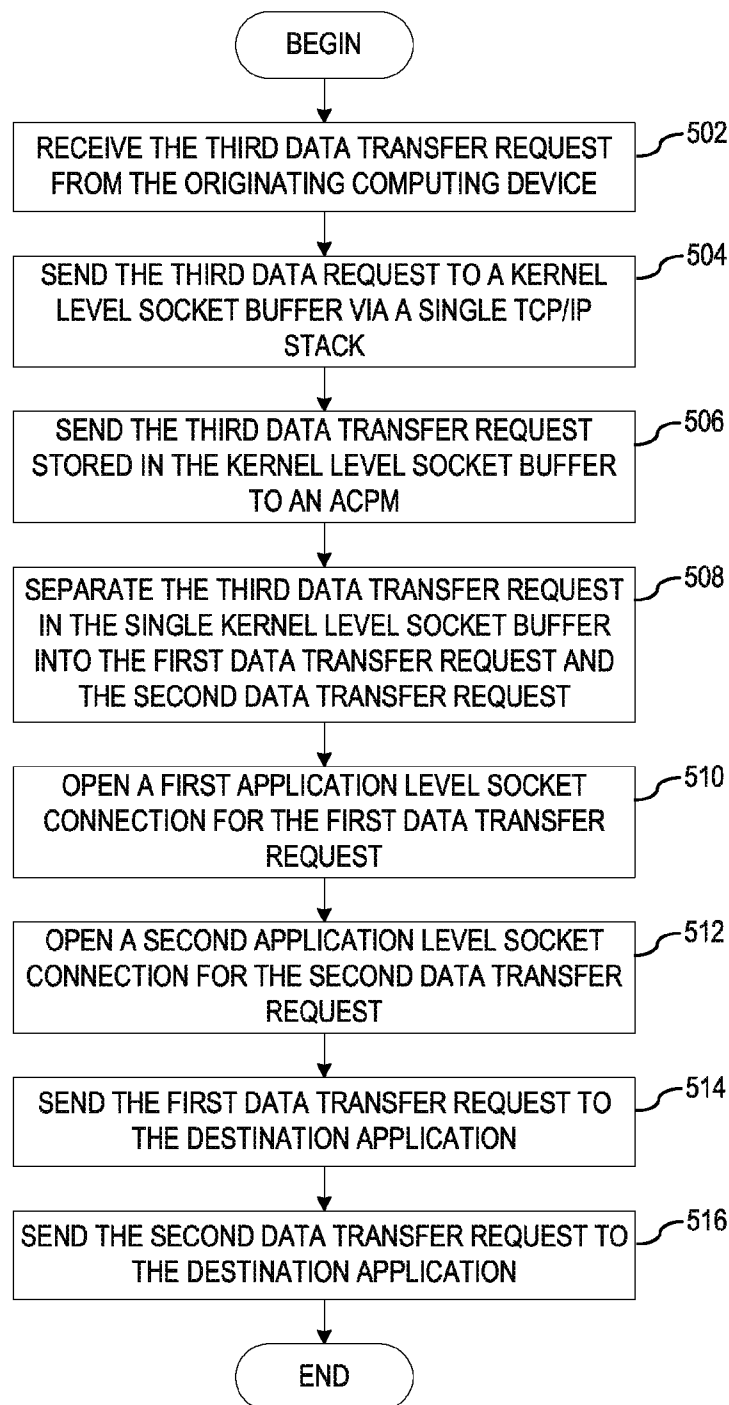 BEGIN
RECEIVE THE THIRD DATA TRANSFER REQUEST
FROM THE ORIGINATING COMPUTING DEVICE
502
SEND THE THIRD DATA REQUEST TO A KERNEL
LEVEL SOCKET BUFFER VIA A SINGLE TCP/IP
STACK
504
SEND THE THIRD DATA TRANSFER REQUEST
STORED IN THE KERNEL LEVEL SOCKET BUFFER
TO AN ACPM
506
SEPARATE THE THIRD DATA TRANSFER REQUEST
IN THE SINGLE KERNEL LEVEL SOCKET BUFFER
INTO THE FIRST DATA TRANSFER REQUEST AND
THE SECOND DATA TRANSFER REQUEST
508
OPEN A FIRST APPLICATION LEVEL SOCKET
CONNECTION FOR THE FIRST DATA TRANSFER
REQUEST
510
OPEN A SECOND APPLICATION LEVEL SOCKET
CONNECTION FOR THE SECOND DATA TRANSFER
REQUEST
512
SEND THE FIRST DATA TRANSFER REQUEST TO
THE DESTINATION APPLICATION
514
SEND THE SECOND DATA TRANSFER REQUEST TO
THE DESTINATION APPLICATION
516
END